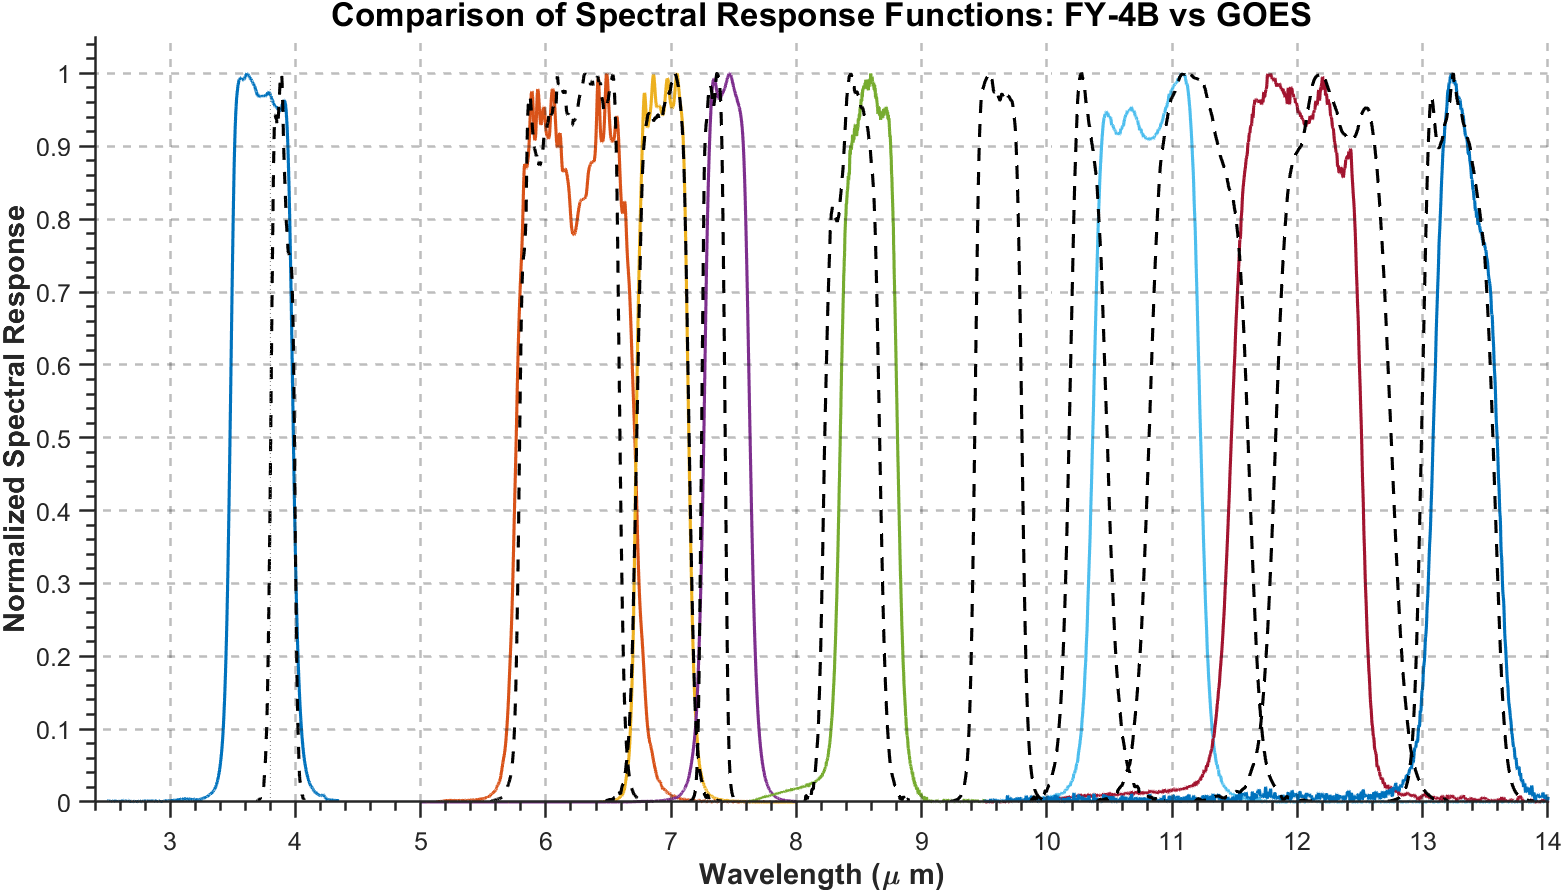 Comparison of Spectral Response Functions: FY-4B vs GOES
Normalized Spectral Response
1
0.9
0.8
0.7
0.6
0.5
0.4
0.3
0.2
0.1
0
3 4 5 6 7 8 9 10 11 12 13 14
Wavelength (μ m)